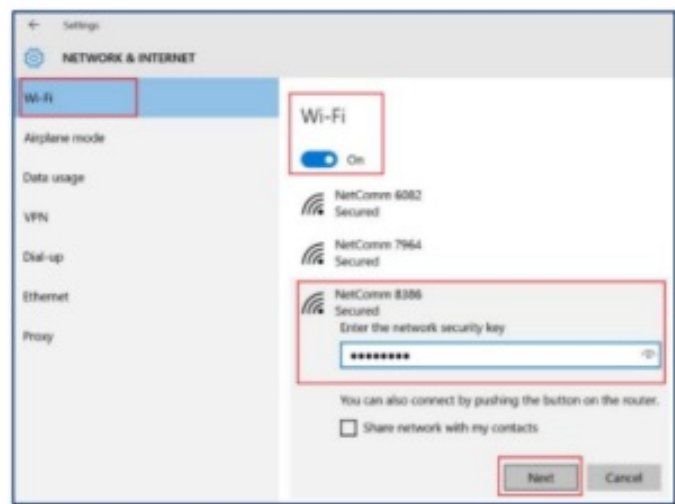 Settings
NETWORK & INTERNET
Wi-Fi
Airplane mode
Data usage
VPN
Dial-up
Ethernet
Proxy
Wi-Fi
On
NetComm 6082
Secured
NetComm 7964
Secured
NetComm 8386
Secured
Enter the network security key
●●●●●●●●
You can also connect by pushing the button on the router.
Share network with my contacts
Next Cancel